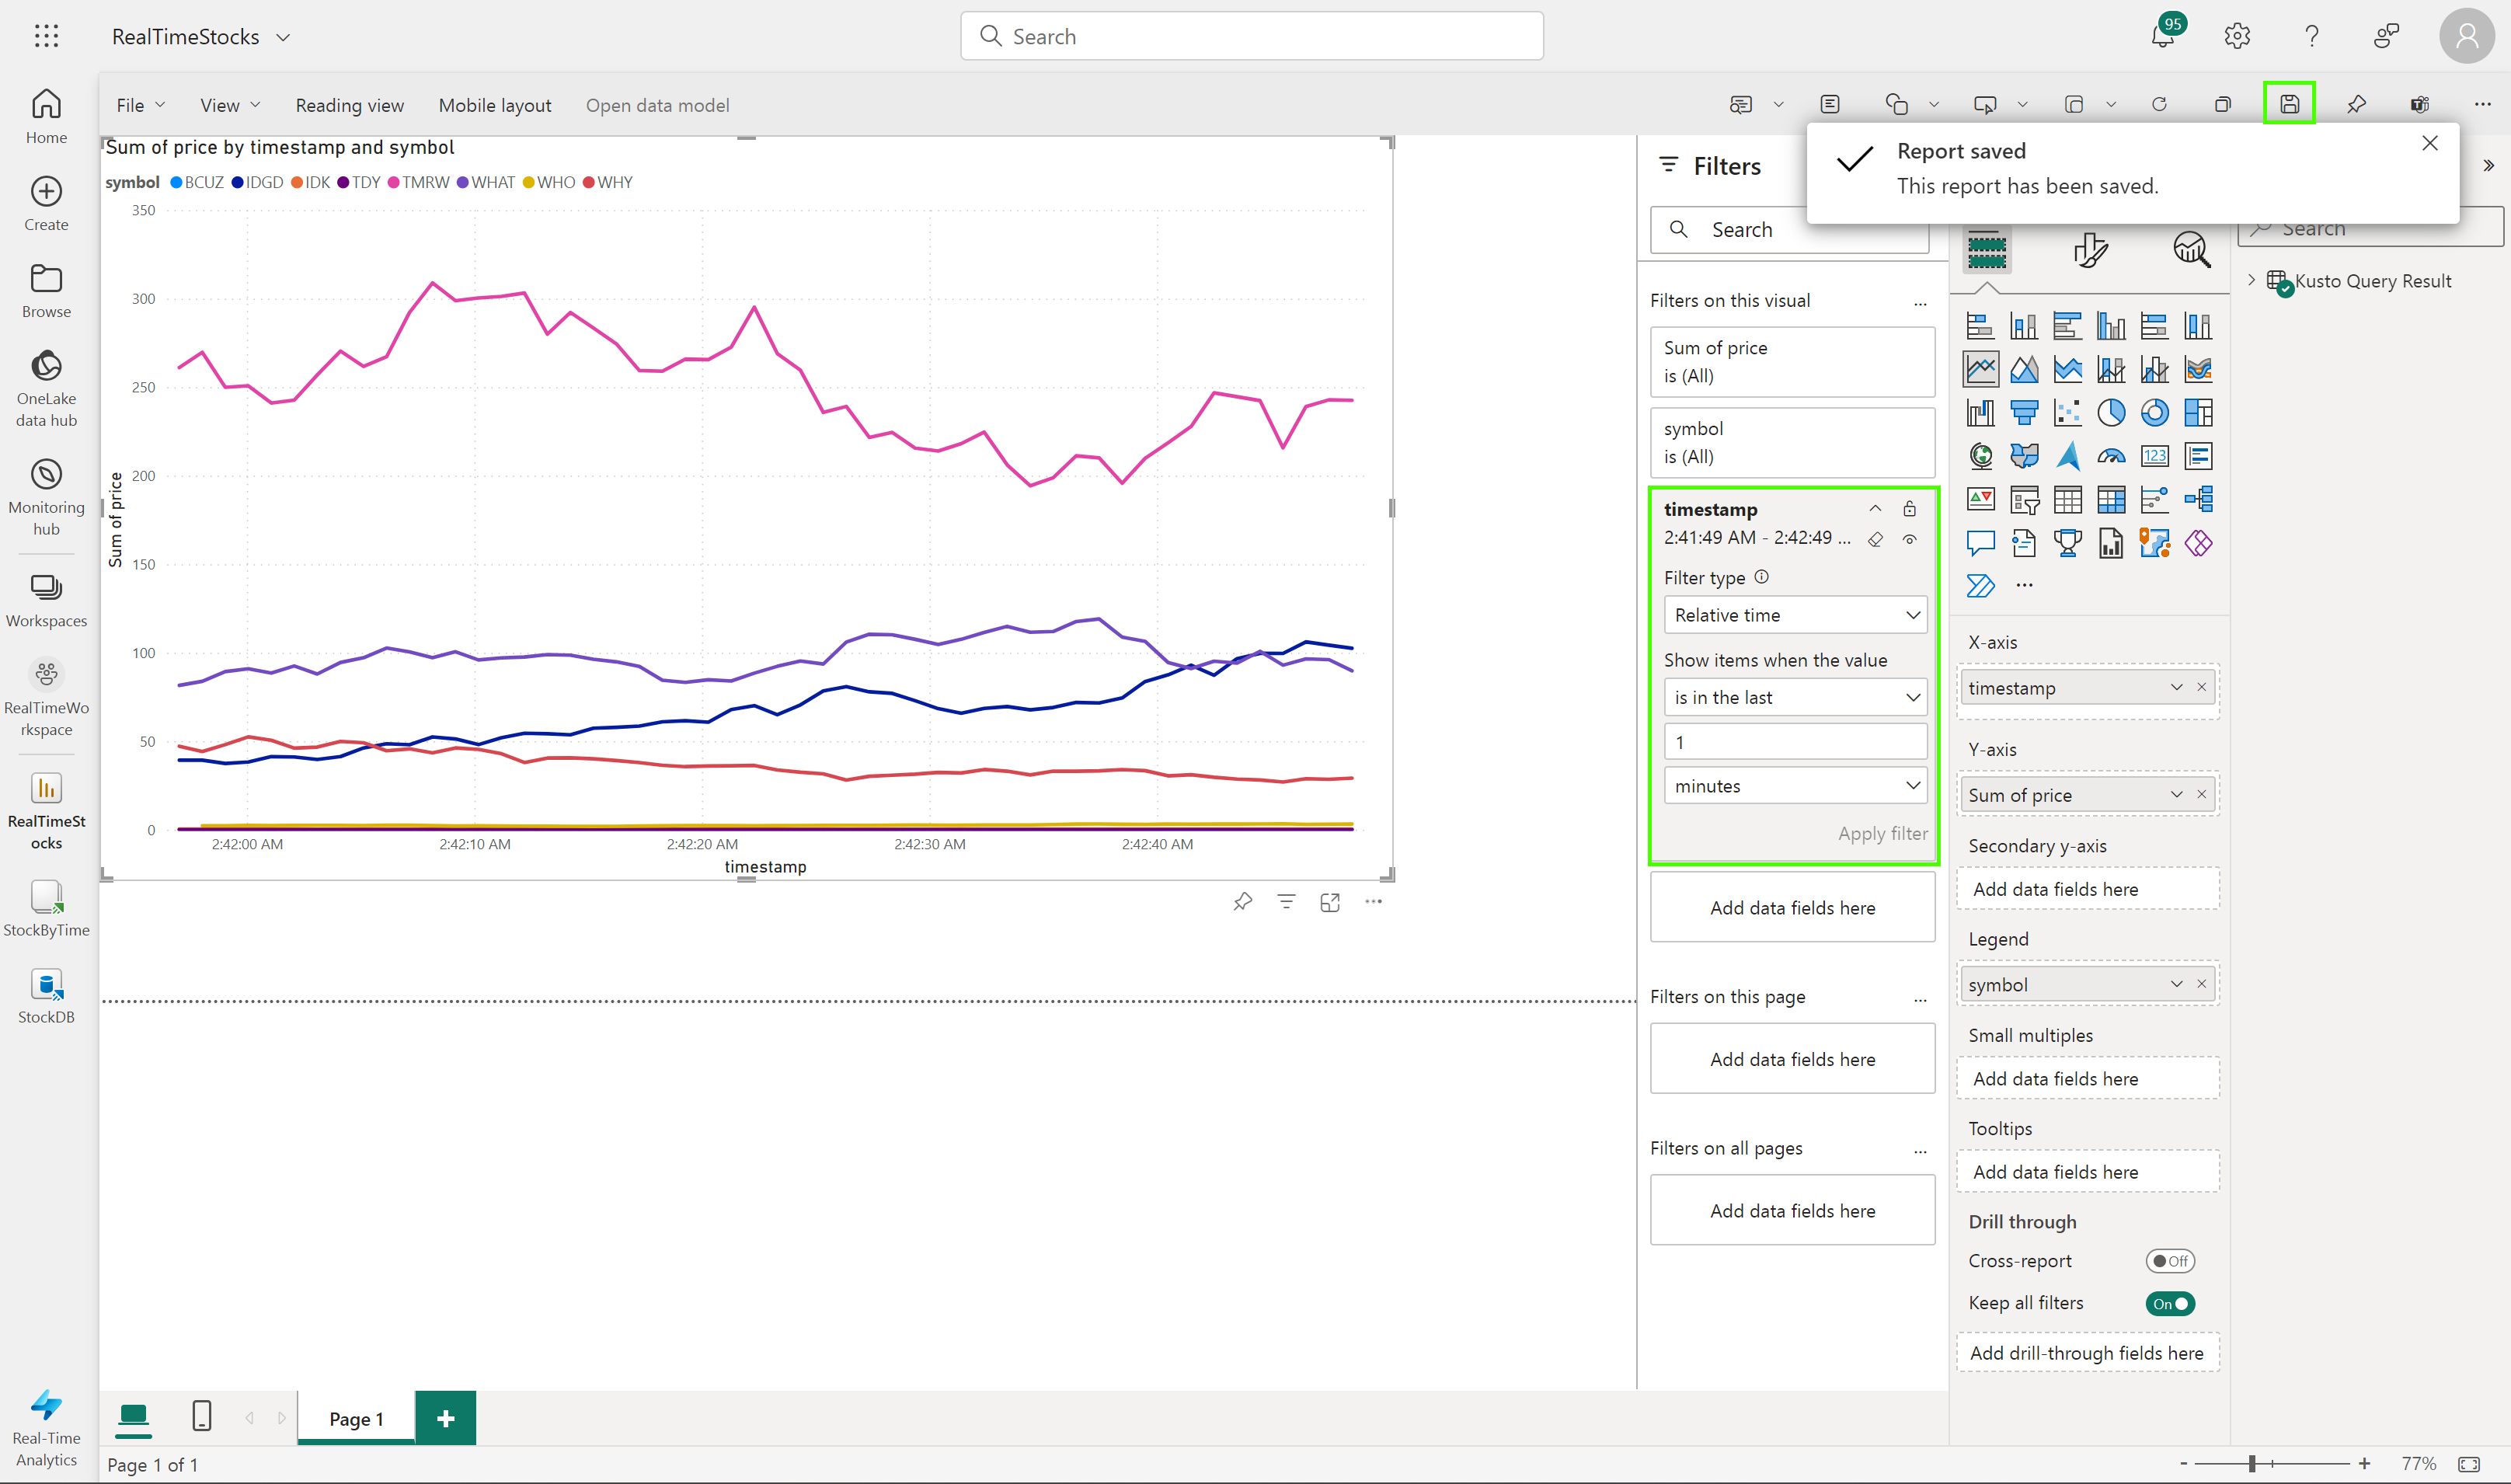 RealTimeStocks
Search
95
Home
Create
Browse
OneLake
data hub
Monitoring
hub
Workspaces
RealTimeWo
rkspace
RealTimeSt
ocks
StockByTime
StockDB
Real-Time
Analytics
File
View
Reading view
Mobile layout
Open data model
Report saved
This report has been saved.
Sum of price by timestamp and symbol
symbol BCUZ IDGD IDK TDY TMRW WHAT WHO WHY
350
300
250
200
150
100
50
0
Sum of price
2:42:00 AM 2:42:10 AM 2:42:20 AM 2:42:30 AM 2:42:40 AM
timestamp
Filters
Search
Filters on this visual ...
Sum of price
is (All)
symbol
is (All)
timestamp
2:41:49 AM - 2:42:49 ...
Filter type
Relative time
Show items when the value
is in the last
1
minutes
Apply filter
Add data fields here
Filters on this page ...
Add data fields here
Filters on all pages ...
Add data fields here
123
X-axis
timestamp
Y-axis
Sum of price
Secondary y-axis
Add data fields here
Legend
symbol
Small multiples
Add data fields here
Tooltips
Add data fields here
Drill through
Cross-report
Off
Keep all filters
On
Add drill-through fields here
Search
Kusto Query Result
Page 1
+
Page 1 of 1
- + 77%